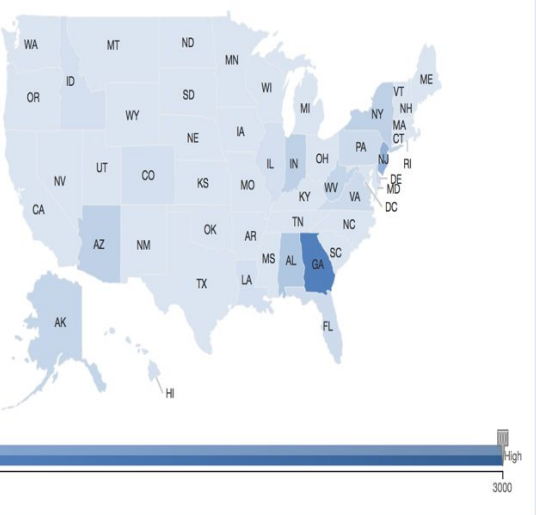 WA
MT
ND
MN
ME
ID
OR
SD
WI
VT
MI
NY
NH
WY
MA
IA
CT
NE
PA
OH
NJ
RI
IL
IN
UT
CO
NV
KS
MO
DE
WV
MD
KY
VA
CA
DC
TN
NC
OK
AZ
NM
AR
SC
MS
AL
GA
TX
LA
AK
FL
HI
High
3000